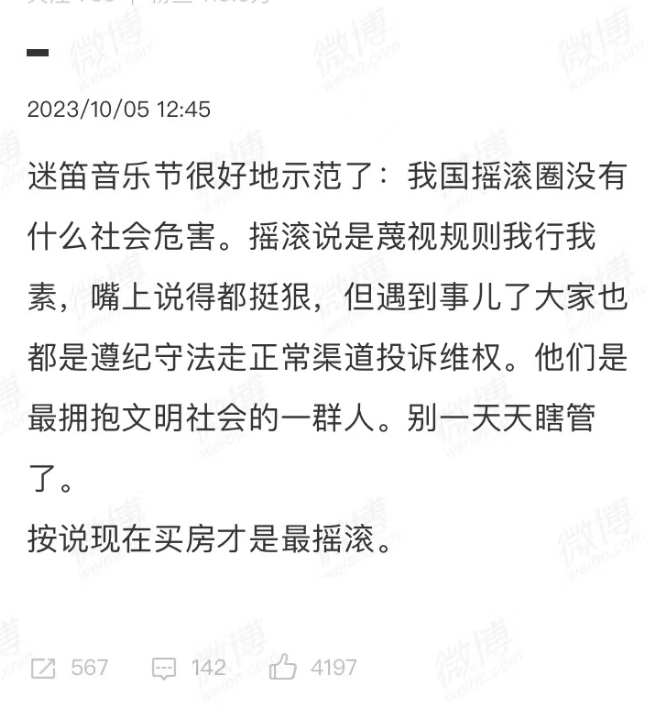 2023/10/05 12:45
迷笛音乐节很好地示范了：我国摇滚圈没有
什么社会危害。摇滚说是蔑视规则我行我
素，嘴上说得都挺狠，但遇到事儿了大家也
都是遵纪守法走正常渠道投诉维权。他们是
最拥抱文明社会的一群人。别一天天瞎管
了。
按说现在买房才是最摇滚。
567 142 4197